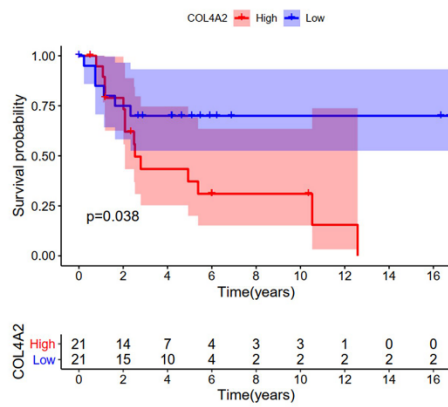 COL4A2 High Low
1.00
0.75
0.50
0.25
0.00
Survival probability
p=0.038
0 2 4 6 8 10 12 14 16
Time(years)
COL4A2
High 21 14 7 4 3 3 1 0 0
Low 21 15 10 4 2 2 2 2 2
0 2 4 6 8 10 12 14 16
Time(years)